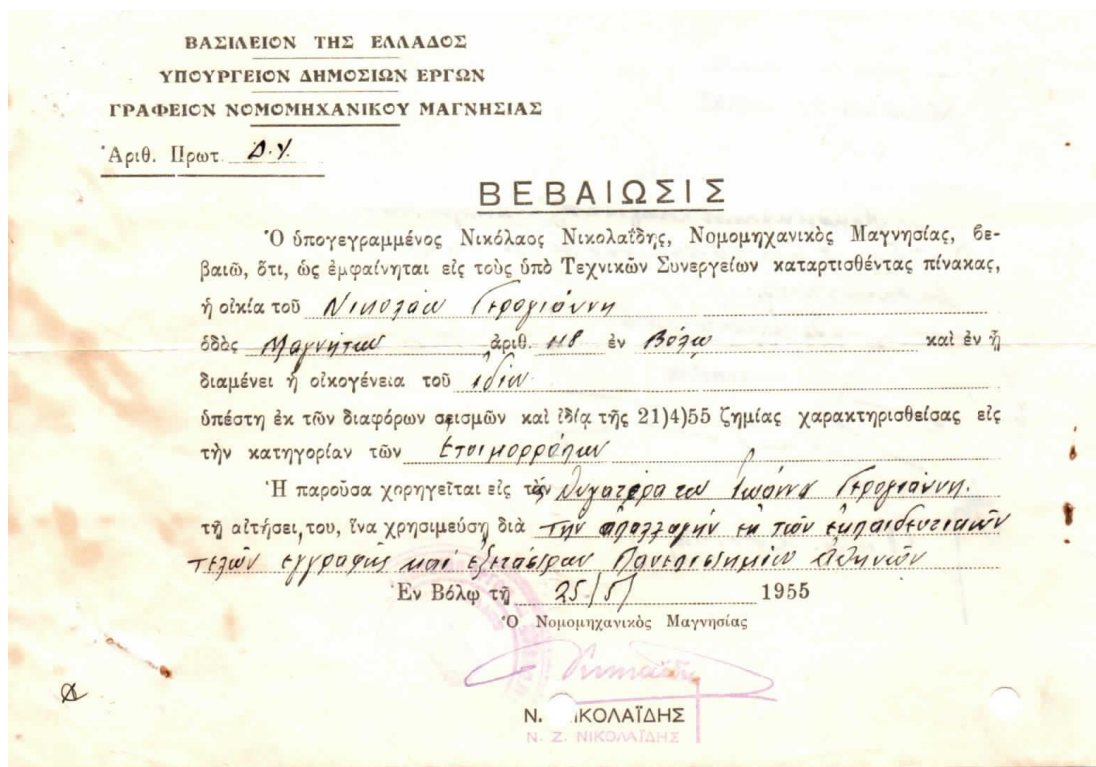 ΒΑΣΙΛΕΙΟΝ ΤΗΣ ΕΛΛΑΔΟΣ
ΥΠΟΥΡΓΕΙΟΝ ΔΗΜΟΣΙΩΝ ΕΡΓΩΝ
ΓΡΑΦΕΙΟΝ ΝΟΜΟΜΗΧΑΝΙΚΟΥ ΜΑΓΝΗΣΙΑΣ
Ἀριθ. Πρωτ. Δ.Υ.
ΒΕΒΑΙΩΣΙΣ
Ὁ ὑπογεγραμμένος Νικόλαος Νικολαΐδης, Νομομηχανικὸς Μαγνησίας, βε-
βαιῶ, ὅτι, ὡς ἐμφαίνηται εἰς τοὺς ὑπὸ Τεχνικῶν Συνεργείων καταρτισθέντας πίνακας,
ἡ οἰκία τοῦ Νικολάου Γερογιάννη
ὁδὸς Μαγνήτων ἀριθ. 118 ἐν Βόλῳ καὶ ἐν ᾗ
διαμένει ἡ οἰκογένεια τοῦ ιδίου
ὑπέστη ἐκ τῶν διαφόρων σεισμῶν καὶ ἰδίᾳ τῆς 21)4)55 ζημίας χαρακτηρισθείσας εἰς
τὴν κατηγορίαν τῶν Ετοιμορρόπων
Ἡ παροῦσα χορηγεῖται εἰς τὴν θυγατέρα του Ιωάννα Γερογιάννη.
τῇ αἰτήσει του, ἵνα χρησιμεύσῃ διὰ την απαλλαγήν εκ των εκπαιδευτικών
τελών εγγραφής και εξετάσεων Πανεπιστημίου Αθηνών
Ἐν Βόλῳ τῇ 25/5/ 1955
Ὁ Νομομηχανικὸς Μαγνησίας
Ν. ΙΚΟΛΑΪΔΗΣ
Ν. Ζ. ΝΙΚΟΛΑΪΔΗΣ